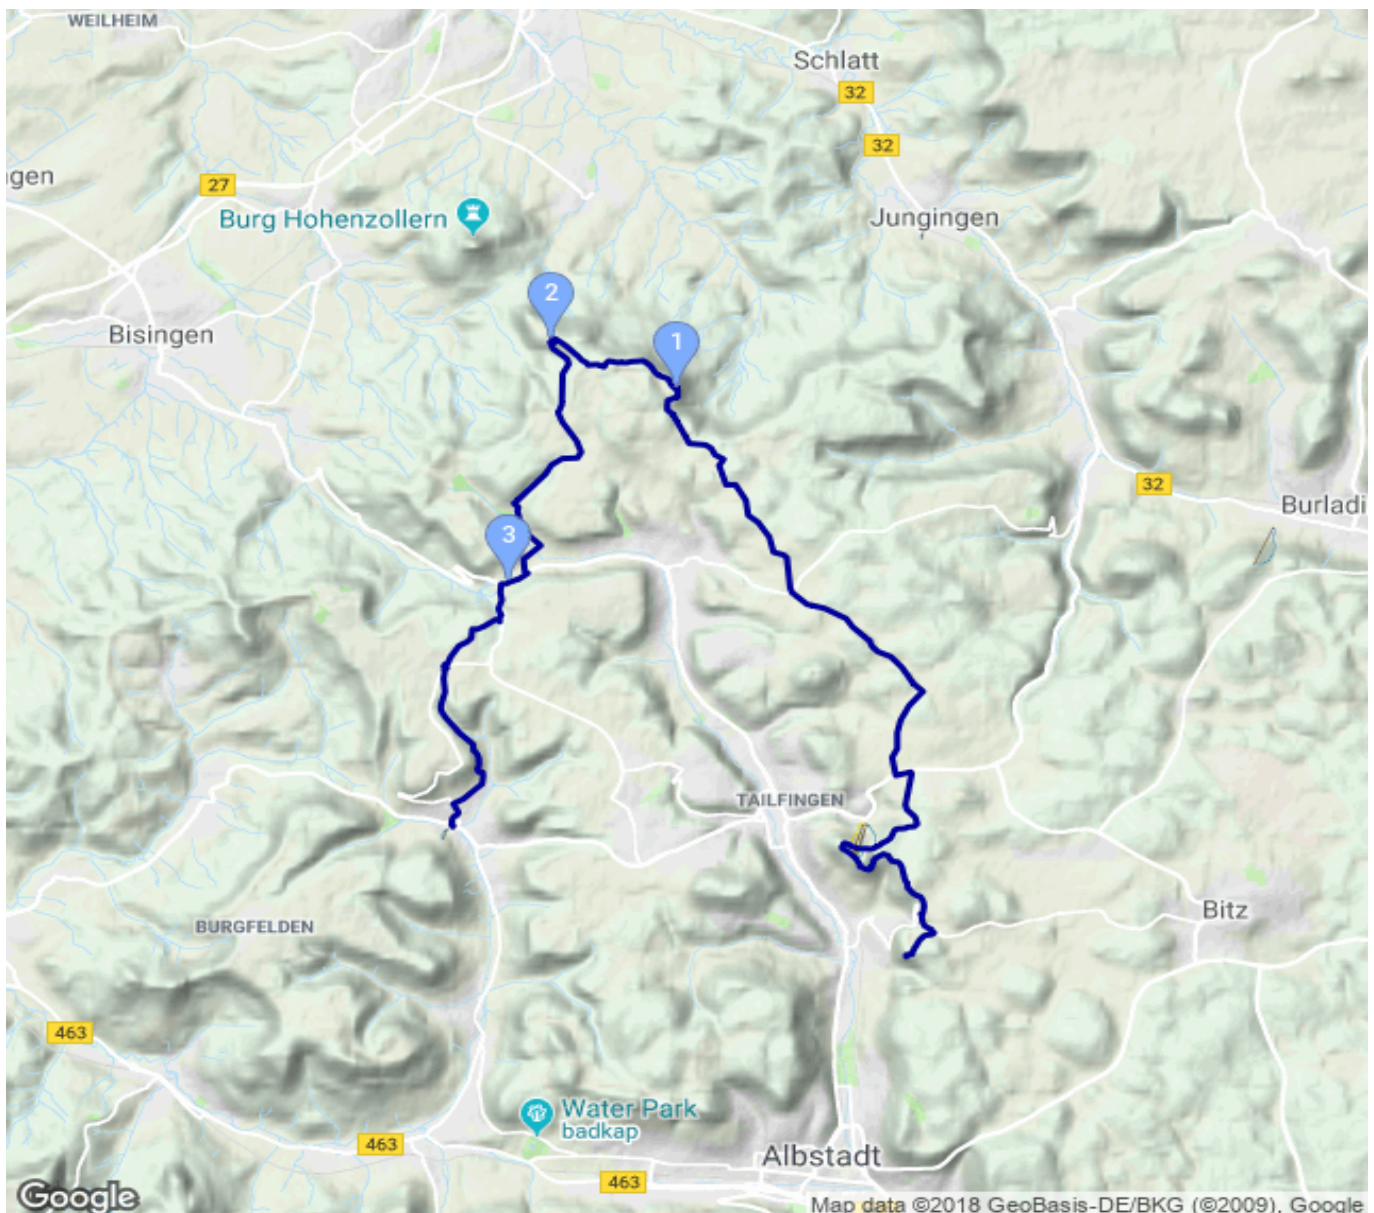 WEILHEIM
Schlatt
32
32
gen
27
Burg Hohenzollern
Jungingen
2
Bisingen
1
32
Burladi
3
TAILFINGEN
Bitz
BURGFELDEN
463
Water Park
badkap
463
Albstadt
463
Google
Map data ©2018 GeoBasis-DE/BKG (©2009), Google